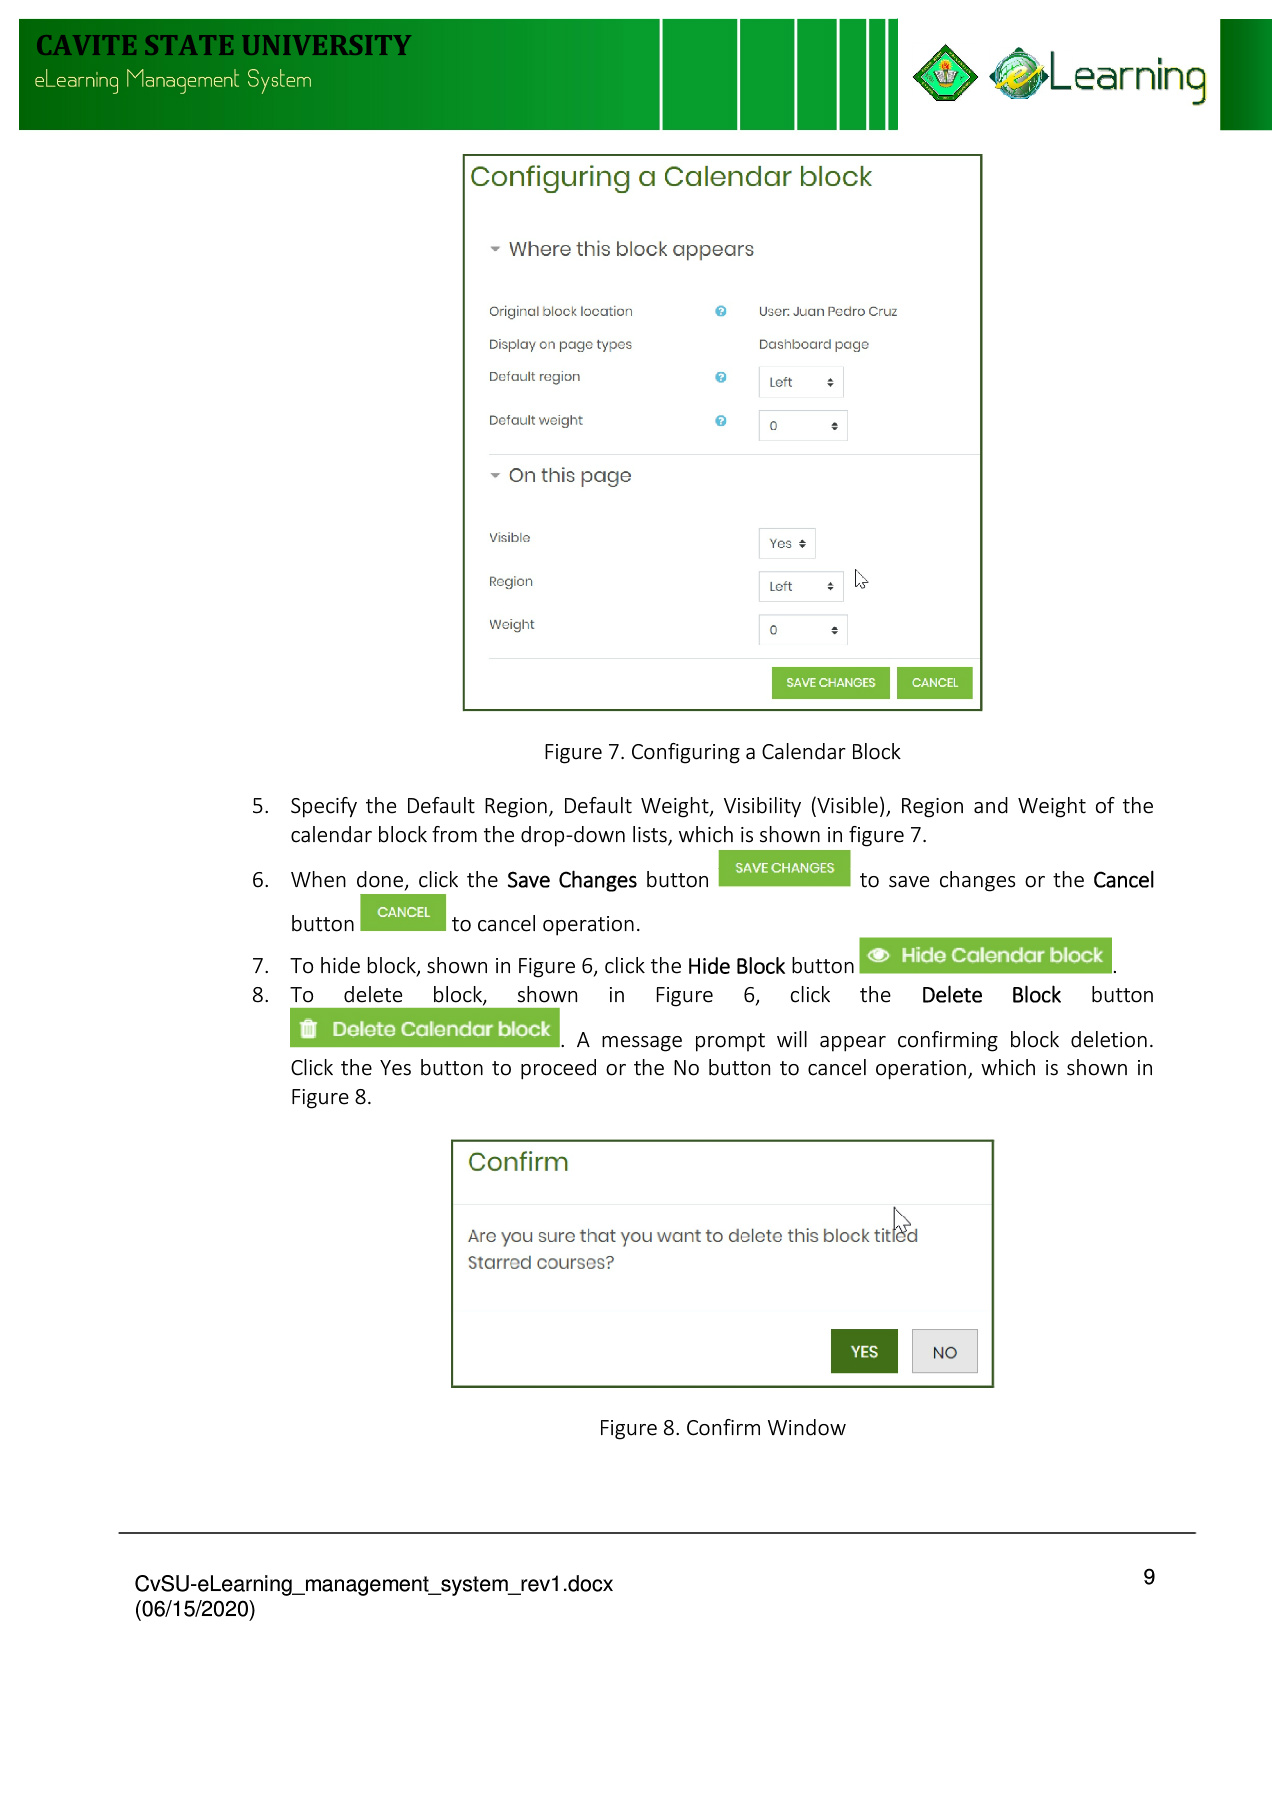 CAVITE STATE UNIVERSITY
eLearning Management System
eLearning
Configuring a Calendar block
Where this block appears
Original block location User: Juan Pedro Cruz
Display on page types Dashboard page
Default region Left
Default weight 0
On this page
Visible Yes
Region Left
Weight 0
SAVE CHANGES CANCEL
Figure 7. Configuring a Calendar Block
5. Specify the Default Region, Default Weight, Visibility (Visible), Region and Weight of the
calendar block from the drop-down lists, which is shown in figure 7.
6. When done, click the Save Changes button SAVE CHANGES to save changes or the Cancel
button CANCEL to cancel operation.
7. To hide block, shown in Figure 6, click the Hide Block button Hide Calendar block.
8. To delete block, shown in Figure 6, click the Delete Block button
Delete Calendar block. A message prompt will appear confirming block deletion.
Click the Yes button to proceed or the No button to cancel operation, which is shown in
Figure 8.
Confirm
Are you sure that you want to delete this block titled
Starred courses?
YES NO
Figure 8. Confirm Window
CvSU-eLearning_management_system_rev1.docx 9
(06/15/2020)